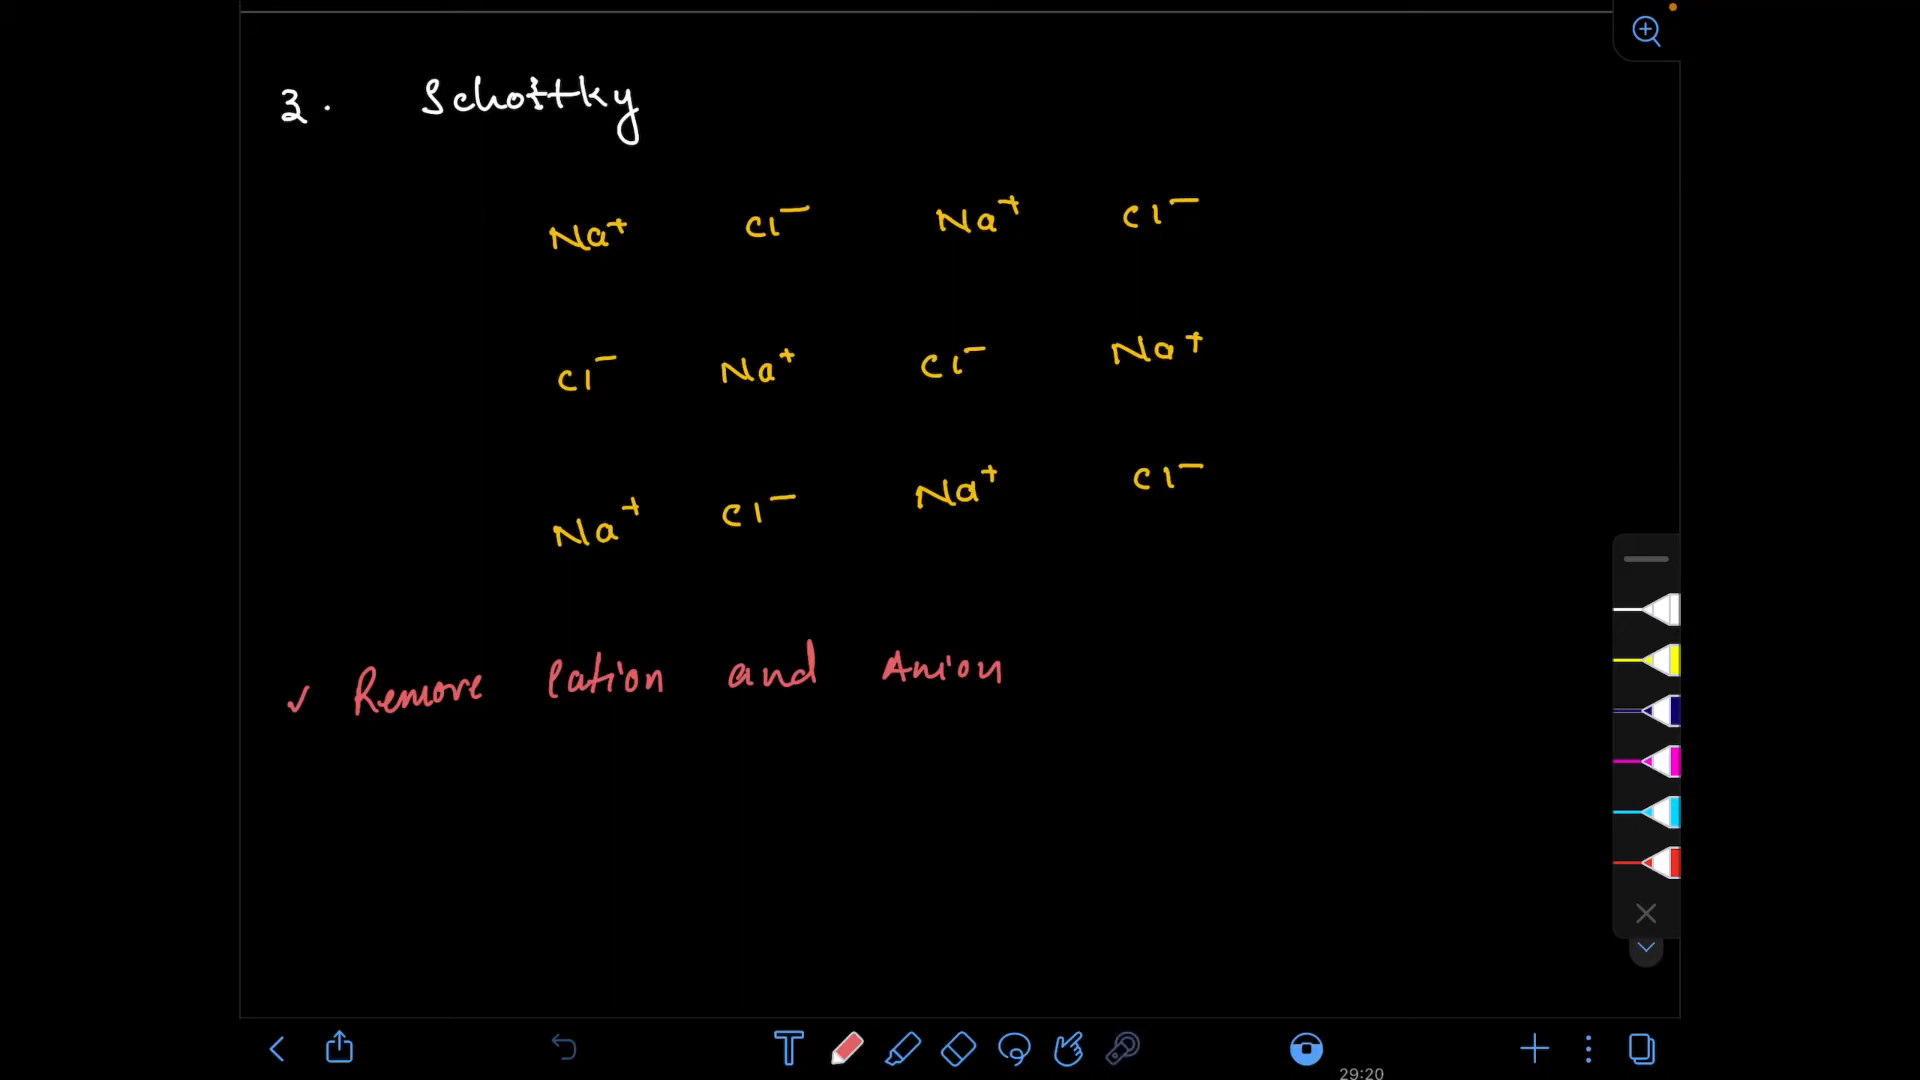 3. Schottky
Na⁺ Cl⁻ Na⁺ Cl⁻
Cl⁻ Na⁺ Cl⁻ Na⁺
Na⁺ Cl⁻ Na⁺ Cl⁻
✓ Remove Cation and Anion
29:20